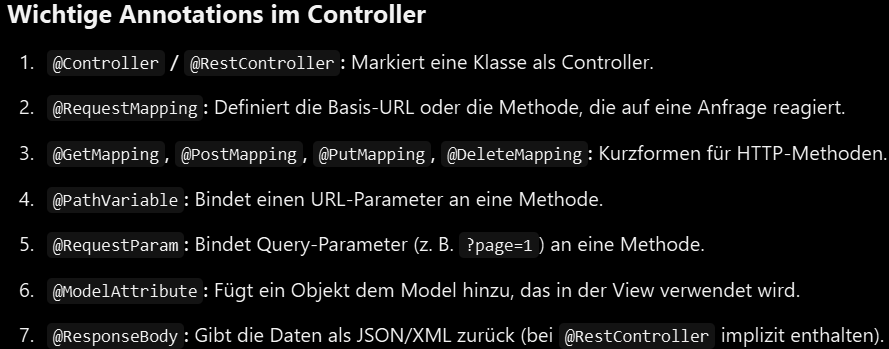 Wichtige Annotations im Controller
1. @Controller / @RestController: Markiert eine Klasse als Controller.
2. @RequestMapping: Definiert die Basis-URL oder die Methode, die auf eine Anfrage reagiert.
3. @GetMapping, @PostMapping, @PutMapping, @DeleteMapping: Kurzformen für HTTP-Methoden.
4. @PathVariable: Bindet einen URL-Parameter an eine Methode.
5. @RequestParam: Bindet Query-Parameter (z. B. ?page=1) an eine Methode.
6. @ModelAttribute: Fügt ein Objekt dem Model hinzu, das in der View verwendet wird.
7. @ResponseBody: Gibt die Daten als JSON/XML zurück (bei @RestController implizit enthalten).